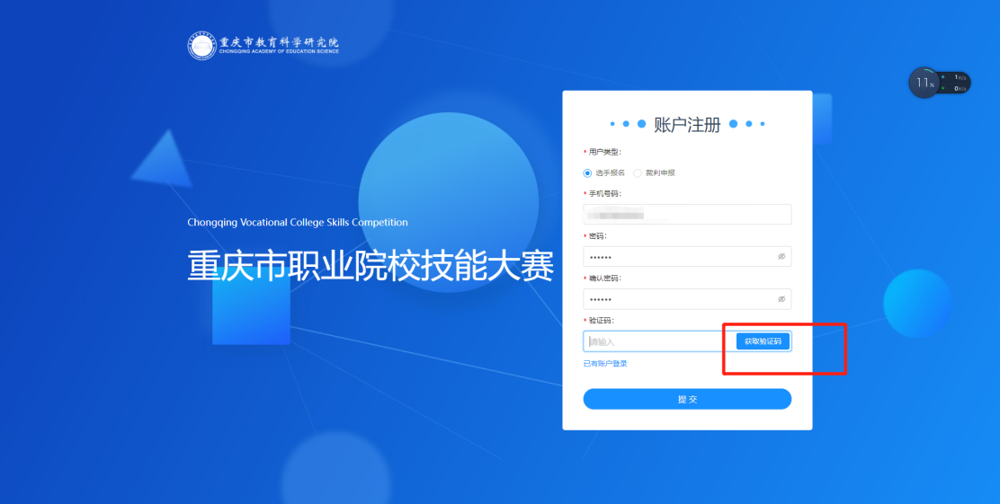 重庆市教育科学研究院
CHONGQING ACADEMY OF EDUCATION SCIENCE
11%
1K/s
0K/s
Chongqing Vocational College Skills Competition
重庆市职业院校技能大赛
账户注册
* 用户类型：
选手报名 裁判申报
* 手机号码：
* 密码：
••••••
* 确认密码：
••••••
* 验证码：
请输入 获取验证码
已有账户登录
提 交